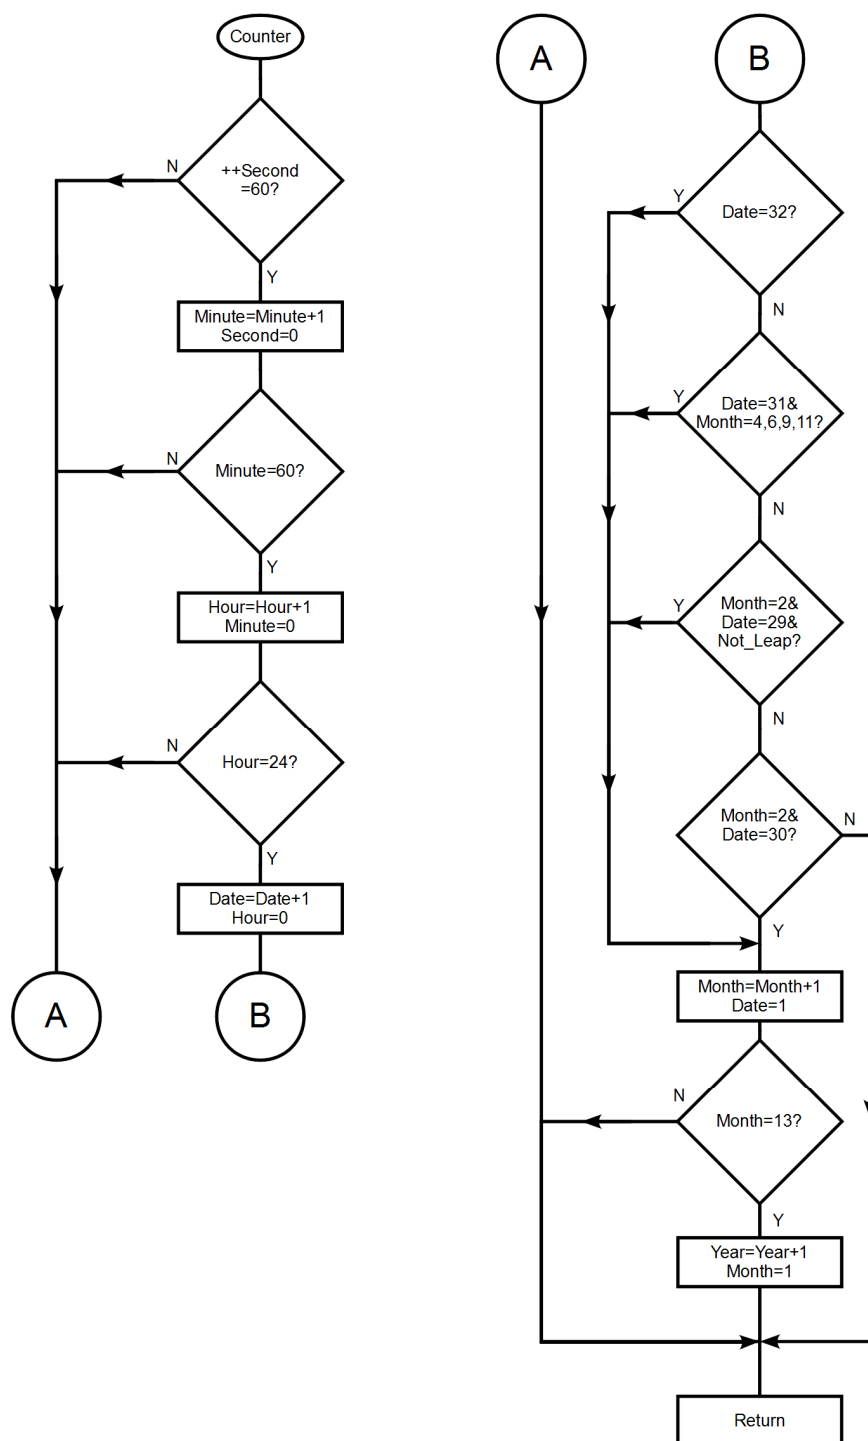 Counter
++Second
=60?
N
Y
Minute=Minute+1
Second=0
Minute=60?
N
Y
Hour=Hour+1
Minute=0
Hour=24?
N
Y
Date=Date+1
Hour=0
A
B
A
B
Date=32?
Y
N
Date=31&
Month=4,6,9,11?
Y
N
Month=2&
Date=29&
Not_Leap?
Y
N
Month=2&
Date=30?
N
Y
Month=Month+1
Date=1
Month=13?
N
Y
Year=Year+1
Month=1
Return